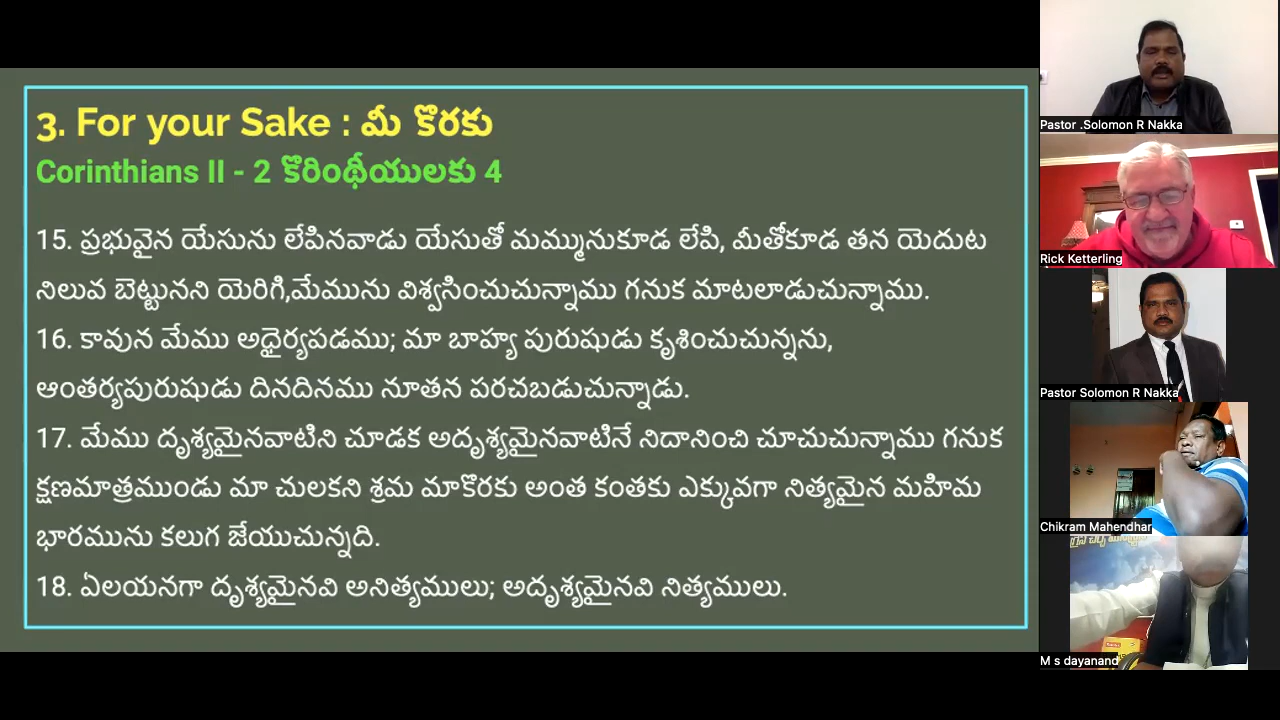 3. For your Sake : మీ కొరకు
Corinthians II - 2 కొరింథీయులకు 4
15. ప్రభువైన యేసును లేపినవాడు యేసుతో మమ్మునుకూడ లేపి, మీతోకూడ తన యెదుట
నిలువ బెట్టునని యెరిగి,మేమును విశ్వసించుచున్నాము గనుక మాటలాడుచున్నాము.
16. కావున మేము అధైర్యపడము; మా బాహ్య పురుషుడు కృశించుచున్నను,
ఆంతర్యపురుషుడు దినదినము నూతన పరచబడుచున్నాడు.
17. మేము దృశ్యమైనవాటిని చూడక అదృశ్యమైనవాటినే నిదానించి చూచుచున్నాము గనుక
క్షణమాత్రముండు మా చులకని శ్రమ మాకొరకు అంత కంతకు ఎక్కువగా నిత్యమైన మహిమ
భారమును కలుగ జేయుచున్నది.
18. ఏలయనగా దృశ్యమైనవి అనిత్యములు; అదృశ్యమైనవి నిత్యములు.
Pastor .Solomon R Nakka
Rick Ketterling
Pastor Solomon R Nakka
Chikram Mahendhar
M s dayanand